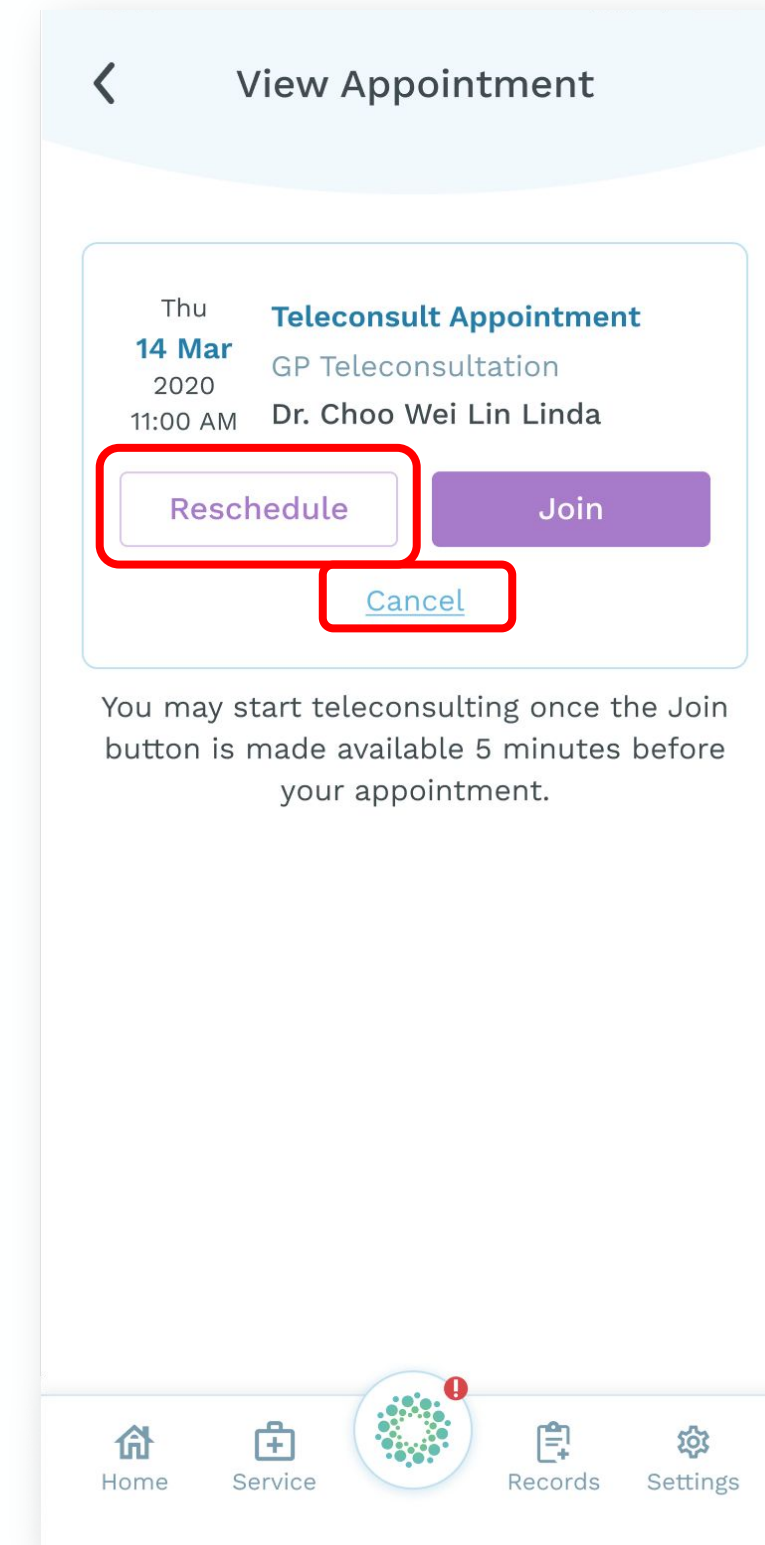 View Appointment
Thu
14 Mar
2020
11:00 AM
Teleconsult Appointment
GP Teleconsultation
Dr. Choo Wei Lin Linda
Reschedule
Join
Cancel
You may start teleconsulting once the Join
button is made available 5 minutes before
your appointment.
!
Home
Service
Records
Settings